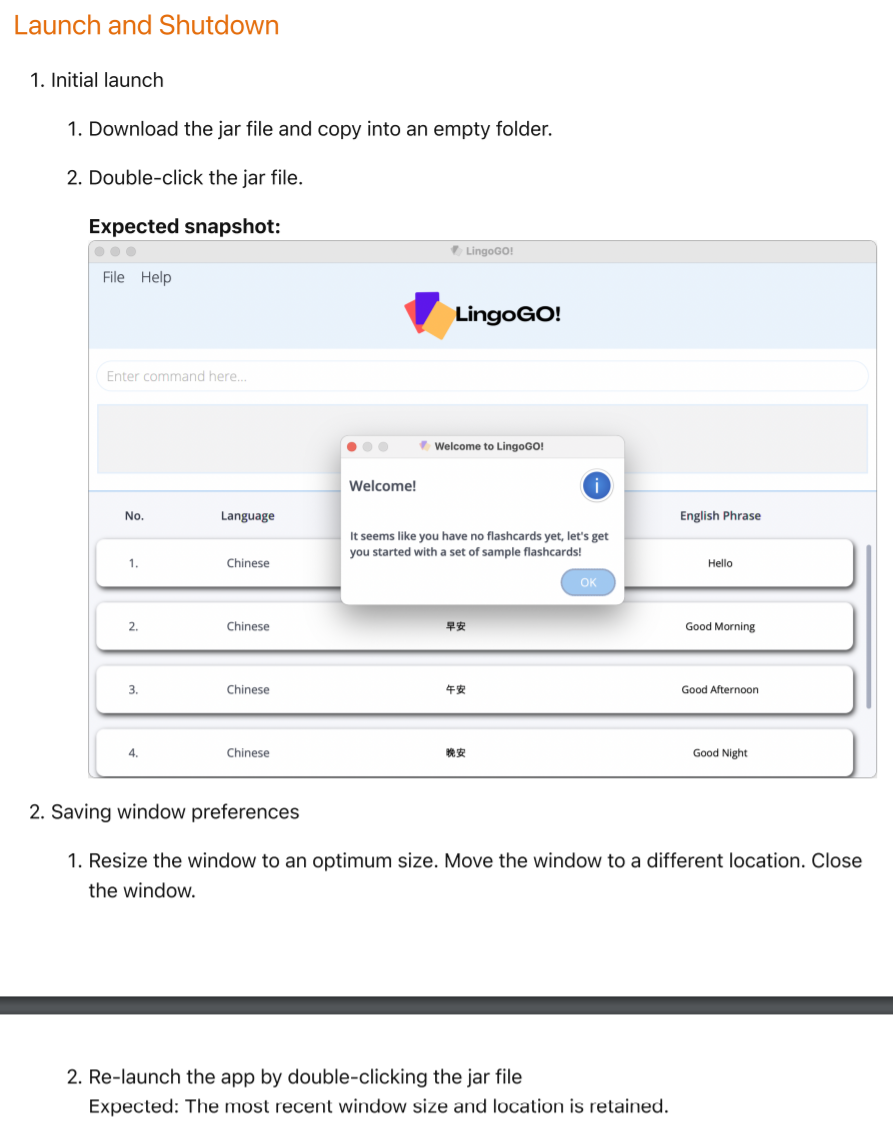 Launch and Shutdown
1. Initial launch
1. Download the jar file and copy into an empty folder.
2. Double-click the jar file.
Expected snapshot:
LingoGO!
File Help
LingoGO!
Enter command here...
Welcome to LingoGO!
Welcome!
i
It seems like you have no flashcards yet, let's get
you started with a set of sample flashcards!
OK
No. Language English Phrase
1. Chinese Hello
2. Chinese 早安 Good Morning
3. Chinese 午安 Good Afternoon
4. Chinese 晚安 Good Night
2. Saving window preferences
1. Resize the window to an optimum size. Move the window to a different location. Close
the window.
2. Re-launch the app by double-clicking the jar file
Expected: The most recent window size and location is retained.